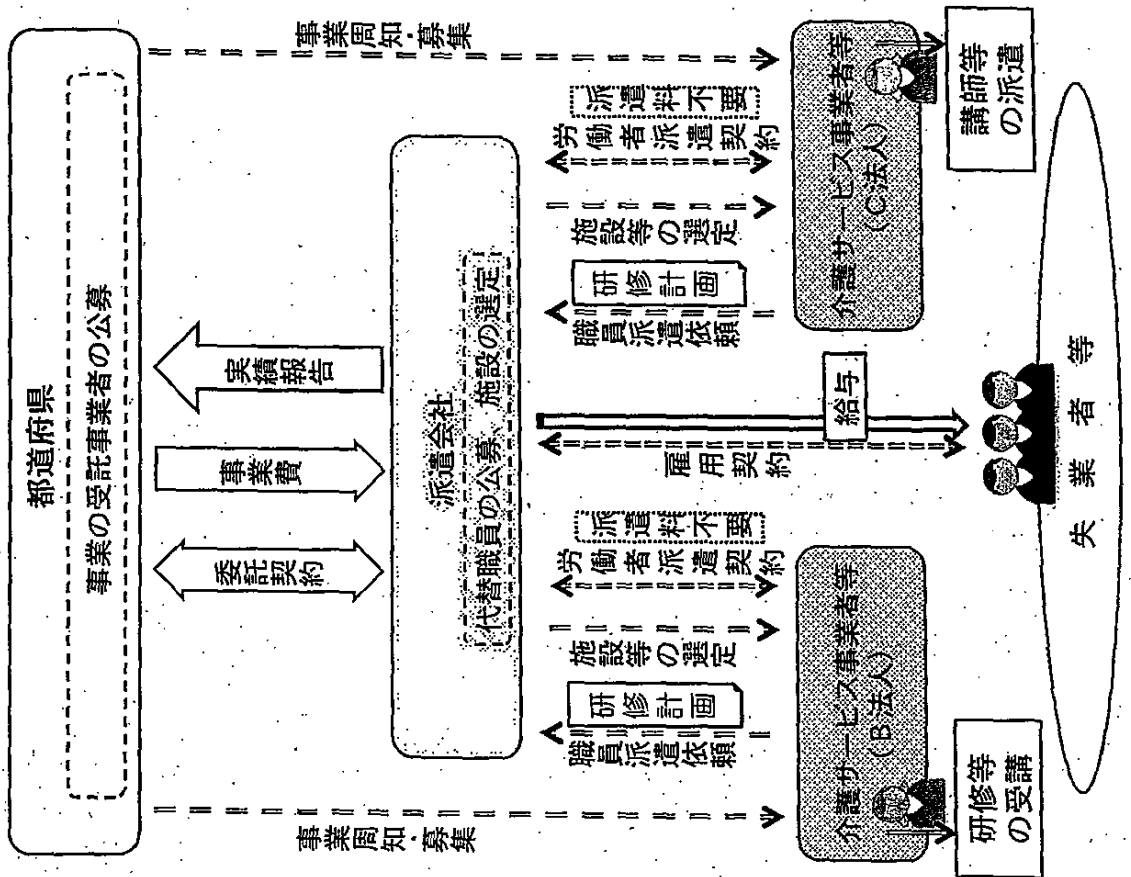 都道府県
事業の受託事業者の公募
事業周知・募集
委託契約
事業費
実績報告
事業周知・募集
派遣会社
代替職員の公募、施設の選定
職員派遣依頼
研修計画
施設等の選定
労働者派遣契約
派遣料不要
雇用契約
給与
職員派遣依頼
研修計画
施設等の選定
労働者派遣契約
派遣料不要
介護サービス事業者等
(B法人)
介護サービス事業者等
(C法人)
研修等
の受講
講師等
の派遣
失業者等